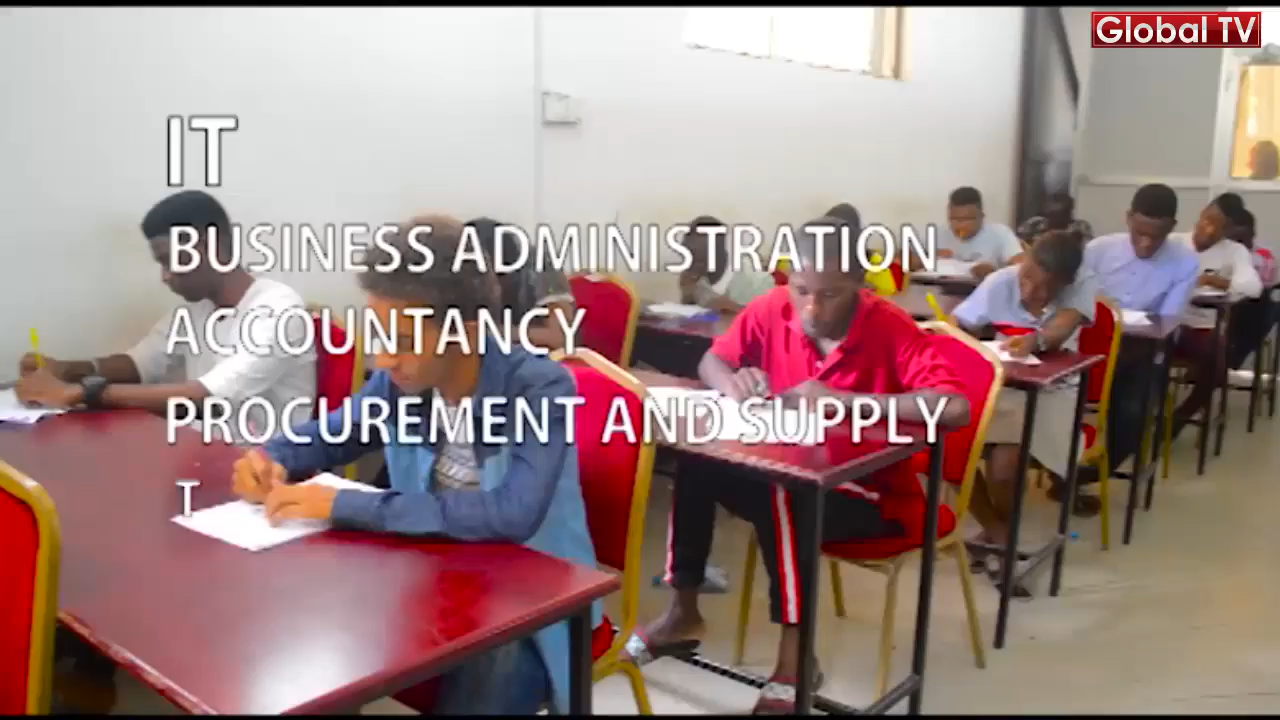 Global TV
IT
BUSINESS ADMINISTRATION
ACCOUNTANCY
PROCUREMENT AND SUPPLY
T